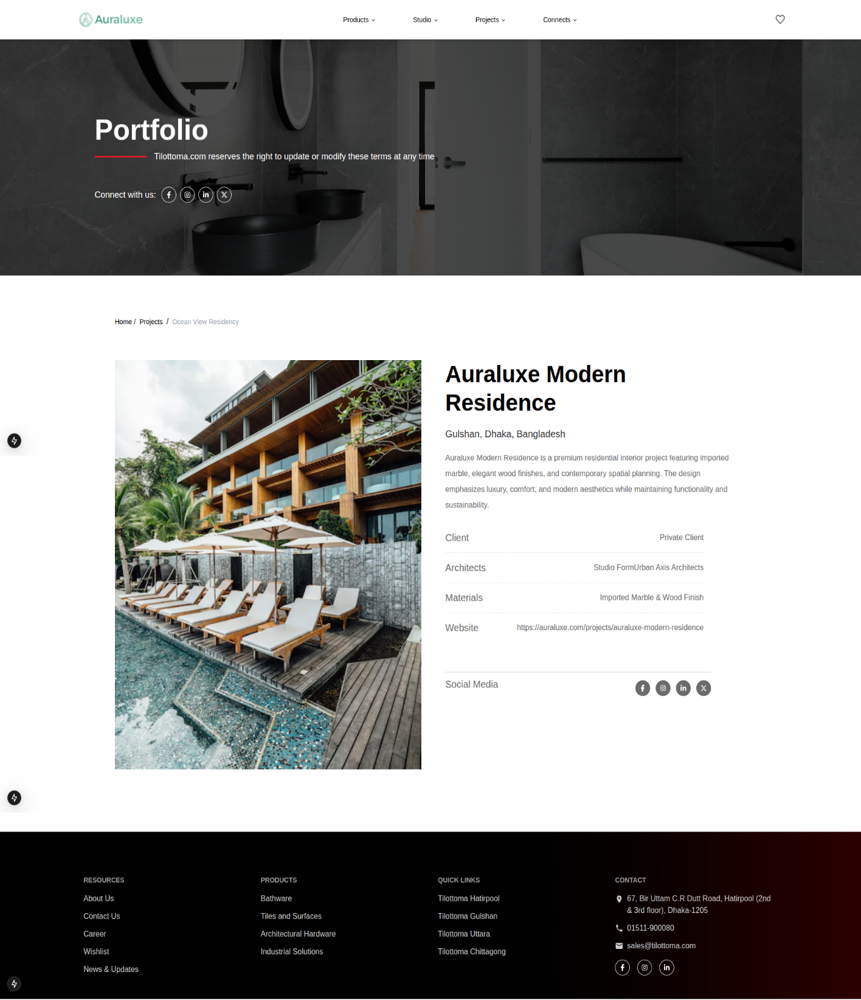 Auraluxe
Products
Studio
Projects
Connects
Portfolio
Tilottoma.com reserves the right to update or modify these terms at any time
Connect with us:
Home / Projects / Ocean View Residency
Auraluxe Modern
Residence
Gulshan, Dhaka, Bangladesh
Auraluxe Modern Residence is a premium residential interior project featuring imported
marble, elegant wood finishes, and contemporary spatial planning. The design
emphasizes luxury, comfort, and modern aesthetics while maintaining functionality and
sustainability.
Client Private Client
Architects Studio FormUrban Axis Architects
Materials Imported Marble & Wood Finish
Website https://auraluxe.com/projects/auraluxe-modern-residence
Social Media
RESOURCES
About Us
Contact Us
Career
Wishlist
News & Updates
PRODUCTS
Bathware
Tiles and Surfaces
Architectural Hardware
Industrial Solutions
QUICK LINKS
Tilottoma Hatirpool
Tilottoma Gulshan
Tilottoma Uttara
Tilottoma Chittagong
CONTACT
67, Bir Uttam C.R Dutt Road, Hatirpool (2nd
& 3rd floor), Dhaka-1205
01511-900080
sales@tilottoma.com